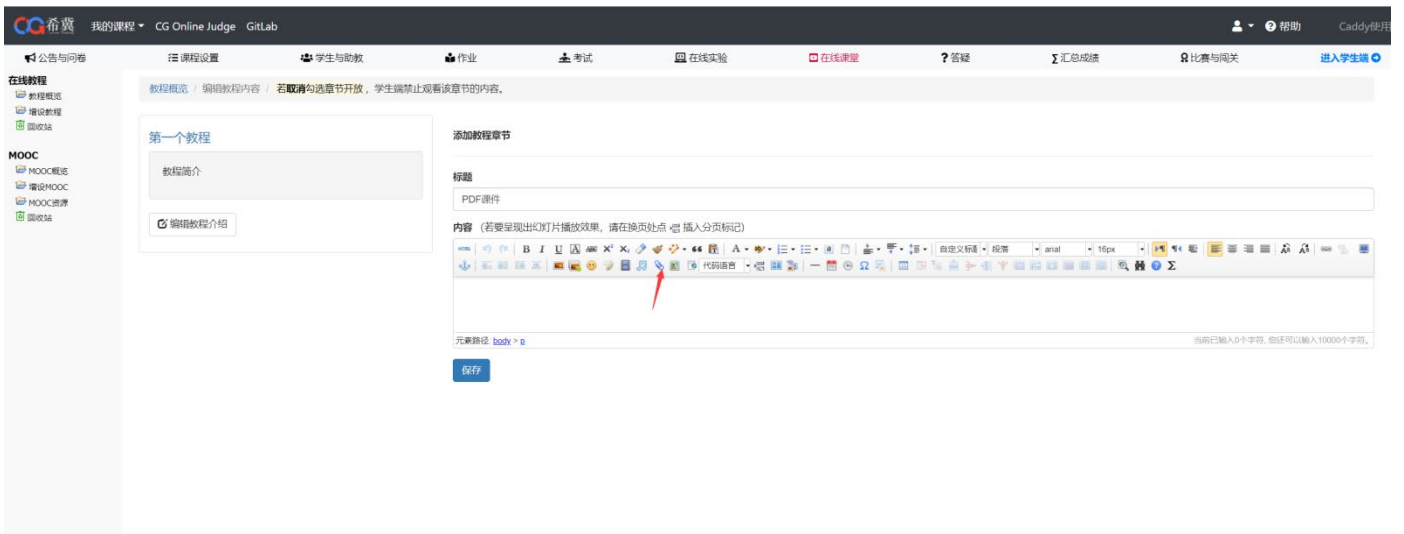 CG希冀 我的课程 CG Online Judge GitLab 帮助 Caddy使用
公告与问卷 课程设置 学生与助教 作业 考试 在线实验 在线课堂 ?答疑 ∑汇总成绩 比赛与闯关 进入学生端
在线教程
教程概览
增设教程
回收站
MOOC
MOOC概览
增设MOOC
MOOC资源
回收站
教程概览 / 编辑教程内容 / 若取消勾选章节开放，学生端禁止观看该章节的内容。
第一个教程
教程简介
编辑教程介绍
添加教程章节
标题
PDF课件
内容 （若要呈现出幻灯片播放效果，请在换页处点 插入分页标记）
HTML B I U A ABC X² X₂ A 自定义标题 段落 arial 16px
代码语言 Ω Σ
元素路径: body > p 当前已输入0个字符, 您还可以输入10000个字符。
保存